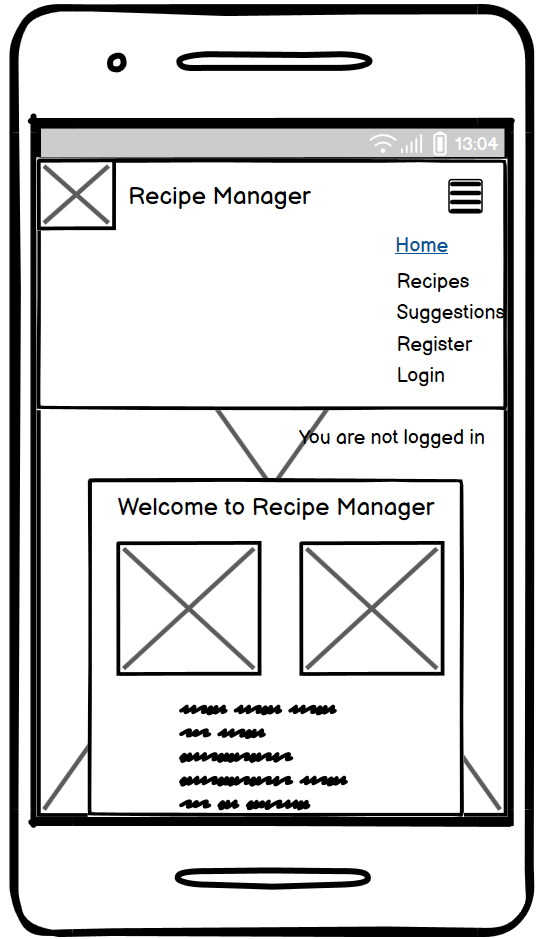 13:04
Recipe Manager
Home
Recipes
Suggestions
Register
Login
You are not logged in
Welcome to Recipe Manager